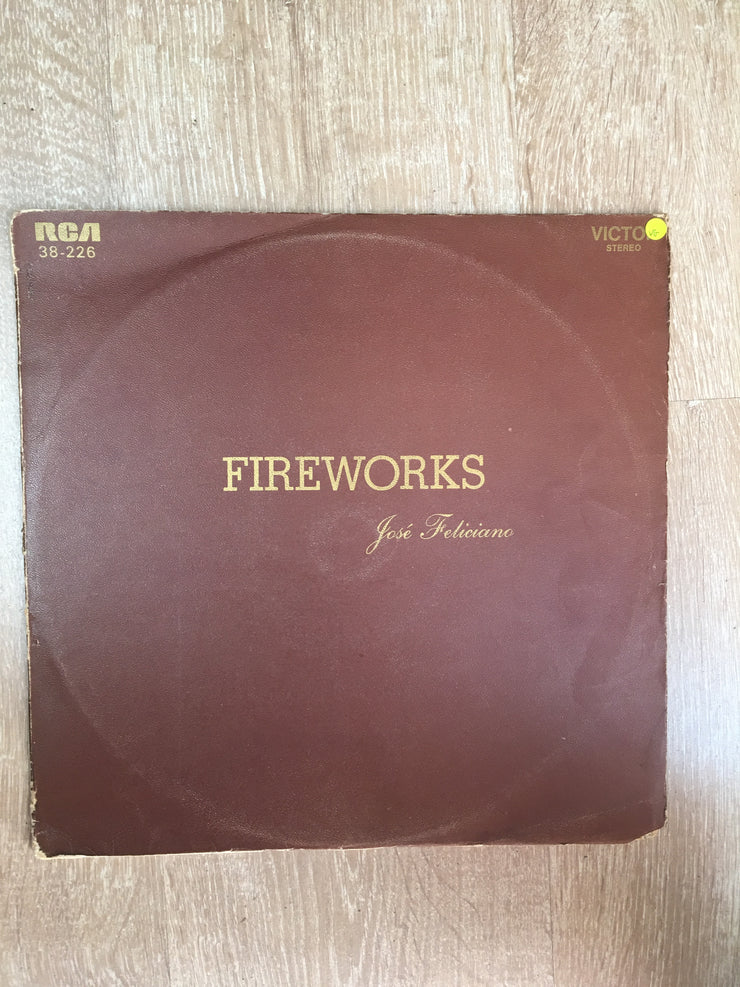 RCA
38-226
VICTO
STEREO
FIREWORKS
José Feliciano